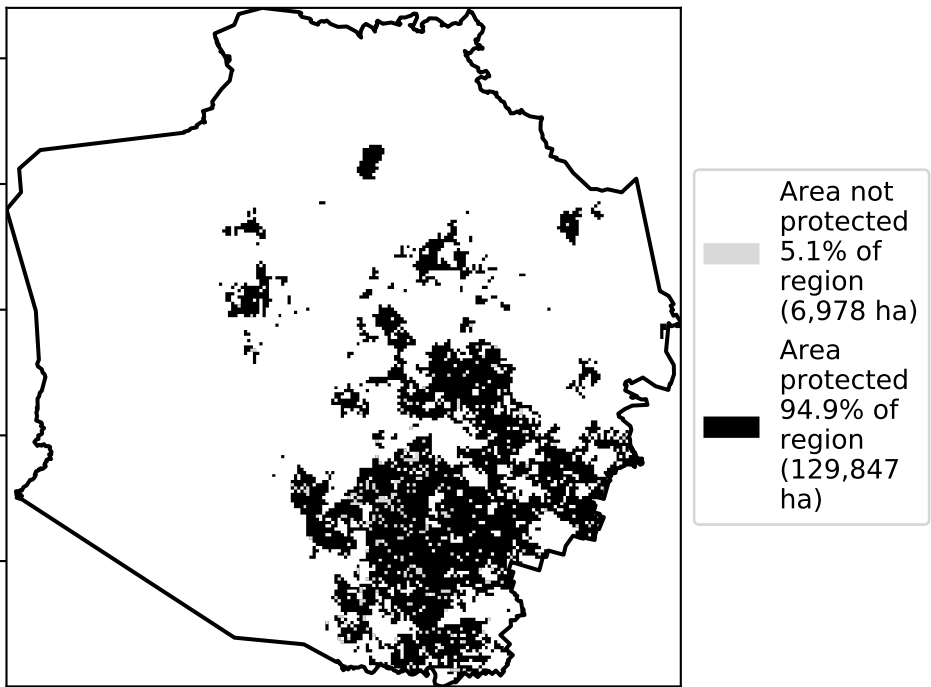 Area not
protected
5.1% of
region
(6,978 ha)
Area
protected
94.9% of
region
(129,847
ha)